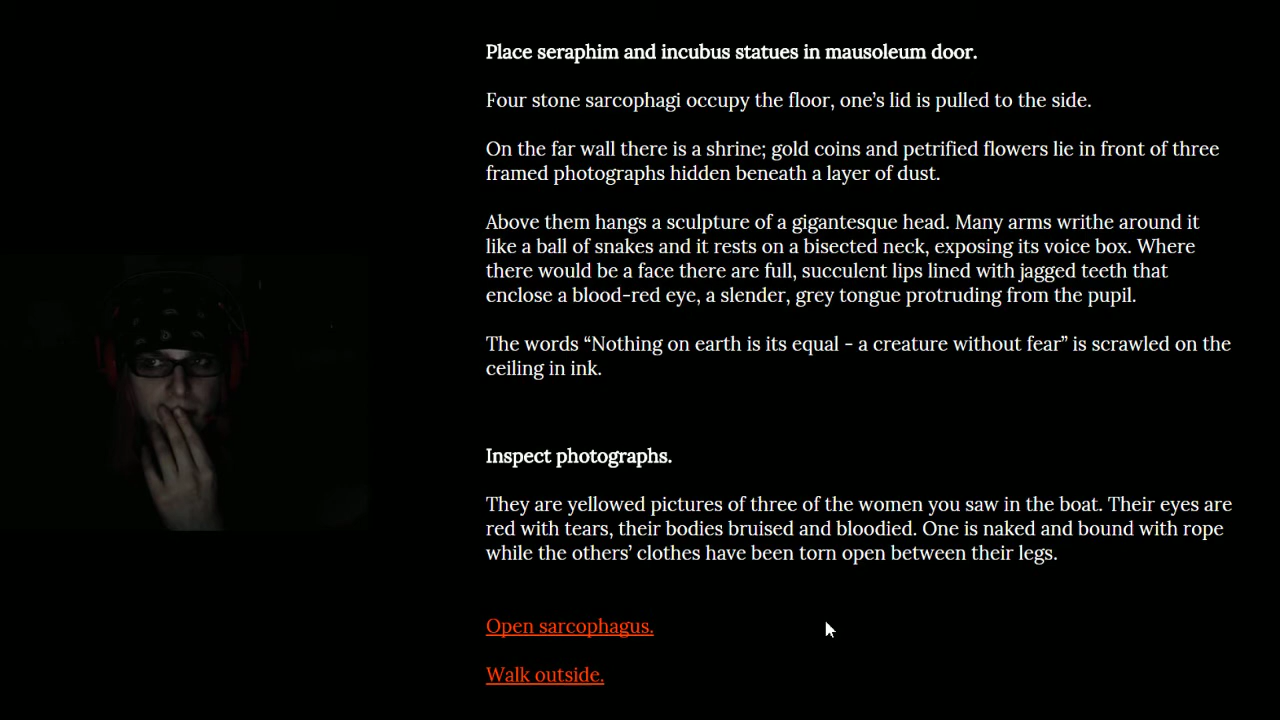 Place seraphim and incubus statues in mausoleum door.
Four stone sarcophagi occupy the floor, one’s lid is pulled to the side.
On the far wall there is a shrine; gold coins and petrified flowers lie in front of three
framed photographs hidden beneath a layer of dust.
Above them hangs a sculpture of a gigantesque head. Many arms writhe around it
like a ball of snakes and it rests on a bisected neck, exposing its voice box. Where
there would be a face there are full, succulent lips lined with jagged teeth that
enclose a blood-red eye, a slender, grey tongue protruding from the pupil.
The words “Nothing on earth is its equal - a creature without fear” is scrawled on the
ceiling in ink.
Inspect photographs.
They are yellowed pictures of three of the women you saw in the boat. Their eyes are
red with tears, their bodies bruised and bloodied. One is naked and bound with rope
while the others’ clothes have been torn open between their legs.
Open sarcophagus.
Walk outside.